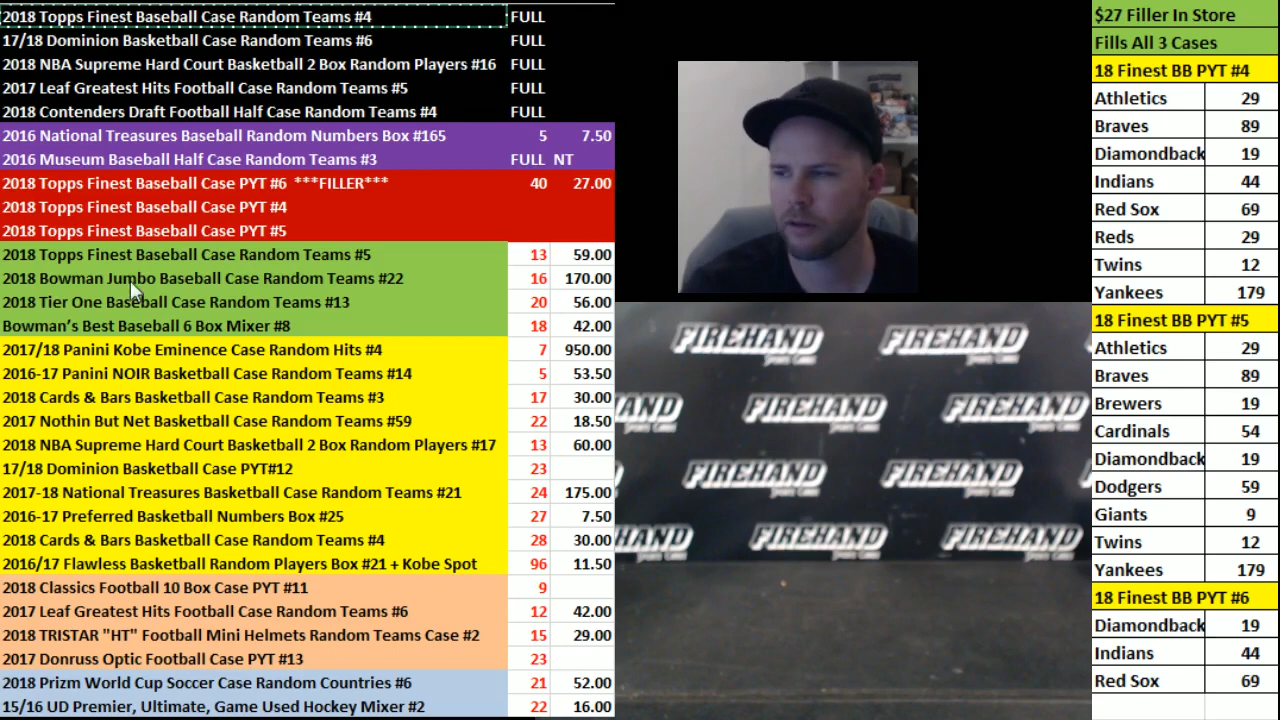 2018 Topps Finest Baseball Case Random Teams #4 FULL
17/18 Dominion Basketball Case Random Teams #6 FULL
2018 NBA Supreme Hard Court Basketball 2 Box Random Players #16 FULL
2017 Leaf Greatest Hits Football Case Random Teams #5 FULL
2018 Contenders Draft Football Half Case Random Teams #4 FULL
2016 National Treasures Baseball Random Numbers Box #165 5 7.50
2016 Museum Baseball Half Case Random Teams #3 FULL NT
2018 Topps Finest Baseball Case PYT #6 ***FILLER*** 40 27.00
2018 Topps Finest Baseball Case PYT #4
2018 Topps Finest Baseball Case PYT #5
2018 Topps Finest Baseball Case Random Teams #5 13 59.00
2018 Bowman Jumbo Baseball Case Random Teams #22 16 170.00
2018 Tier One Baseball Case Random Teams #13 20 56.00
Bowman's Best Baseball 6 Box Mixer #8 18 42.00
2017/18 Panini Kobe Eminence Case Random Hits #4 7 950.00
2016-17 Panini NOIR Basketball Case Random Teams #14 5 53.50
2018 Cards & Bars Basketball Case Random Teams #3 17 30.00
2017 Nothin But Net Basketball Case Random Teams #59 22 18.50
2018 NBA Supreme Hard Court Basketball 2 Box Random Players #17 13 60.00
17/18 Dominion Basketball Case PYT#12 23
2017-18 National Treasures Basketball Case Random Teams #21 24 175.00
2016-17 Preferred Basketball Numbers Box #25 27 7.50
2018 Cards & Bars Basketball Case Random Teams #4 28 30.00
2016/17 Flawless Basketball Random Players Box #21 + Kobe Spot 96 11.50
2018 Classics Football 10 Box Case PYT #11 9
2017 Leaf Greatest Hits Football Case Random Teams #6 12 42.00
2018 TRISTAR "HT" Football Mini Helmets Random Teams Case #2 15 29.00
2017 Donruss Optic Football Case PYT #13 23
2018 Prizm World Cup Soccer Case Random Countries #6 21 52.00
15/16 UD Premier, Ultimate, Game Used Hockey Mixer #2 22 16.00
FIREHAND FIREHAND
HAND FIREHAND FIREHAND
FIREHAND FIREHAND
HAND FIREHAND FIREHAND
$27 Filler In Store
Fills All 3 Cases
18 Finest BB PYT #4
Athletics 29
Braves 89
Diamondback 19
Indians 44
Red Sox 69
Reds 29
Twins 12
Yankees 179
18 Finest BB PYT #5
Athletics 29
Braves 89
Brewers 19
Cardinals 54
Diamondback 19
Dodgers 59
Giants 9
Twins 12
Yankees 179
18 Finest BB PYT #6
Diamondback 19
Indians 44
Red Sox 69